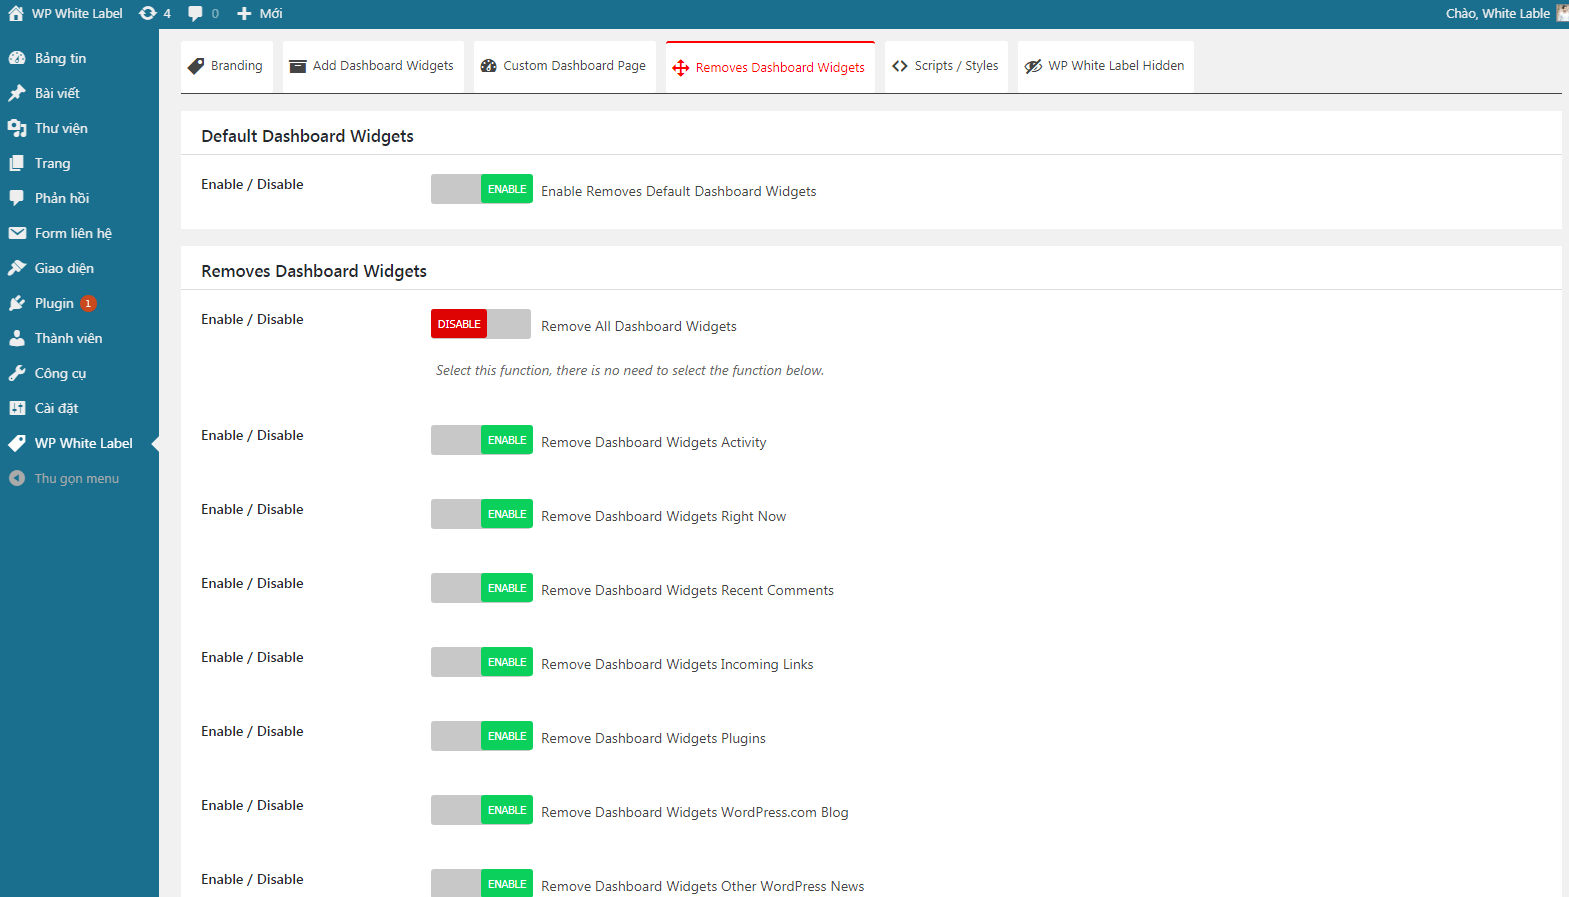 WP White Label 4 0 Mới Chào, White Lable
Bảng tin
Bài viết
Thư viện
Trang
Phản hồi
Form liên hệ
Giao diện
Plugin 1
Thành viên
Công cụ
Cài đặt
WP White Label
Thu gọn menu
Branding Add Dashboard Widgets Custom Dashboard Page Removes Dashboard Widgets Scripts / Styles WP White Label Hidden
Default Dashboard Widgets
Enable / Disable ENABLE Enable Removes Default Dashboard Widgets
Removes Dashboard Widgets
Enable / Disable DISABLE Remove All Dashboard Widgets
Select this function, there is no need to select the function below.
Enable / Disable ENABLE Remove Dashboard Widgets Activity
Enable / Disable ENABLE Remove Dashboard Widgets Right Now
Enable / Disable ENABLE Remove Dashboard Widgets Recent Comments
Enable / Disable ENABLE Remove Dashboard Widgets Incoming Links
Enable / Disable ENABLE Remove Dashboard Widgets Plugins
Enable / Disable ENABLE Remove Dashboard Widgets WordPress.com Blog
Enable / Disable ENABLE Remove Dashboard Widgets Other WordPress News